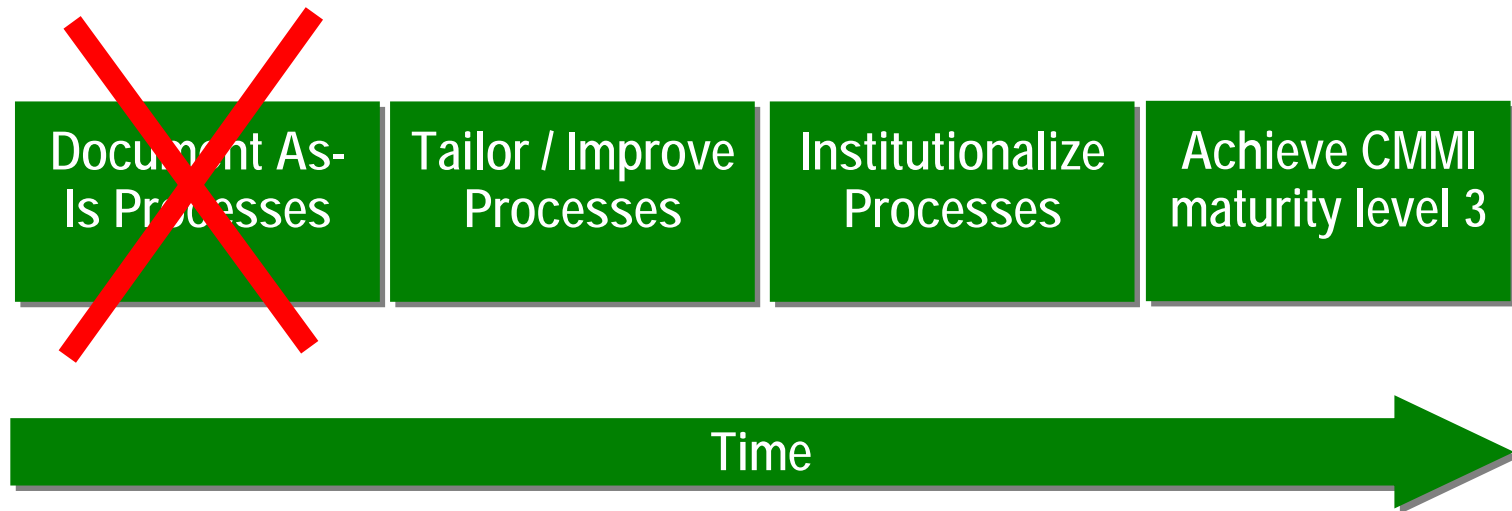 Document As-
Is Processes
Tailor / Improve
Processes
Institutionalize
Processes
Achieve CMMI
maturity level 3
Time